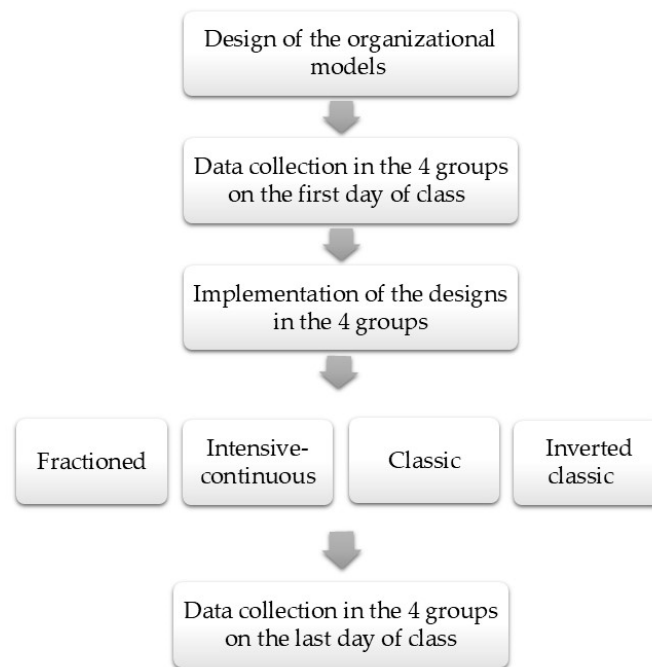 Design of the organizational
models
Data collection in the 4 groups
on the first day of class
Implementation of the designs
in the 4 groups
Fractioned
Intensive-
continuous
Classic
Inverted
classic
Data collection in the 4 groups
on the last day of class